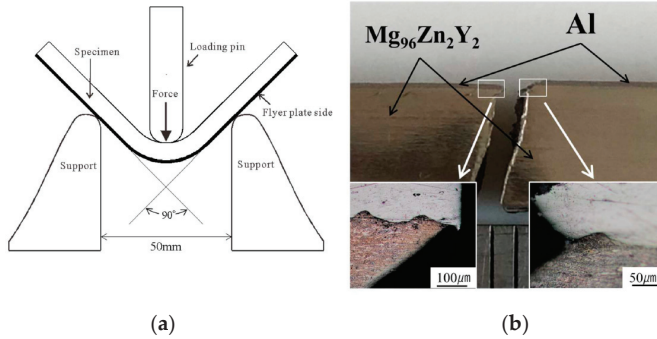 Specimen
Loading pin
Force
Flyer plate side
Support
Support
90°
50mm
(a)
Mg₉₆Zn₂Y₂
Al
100μm
50μm
(b)